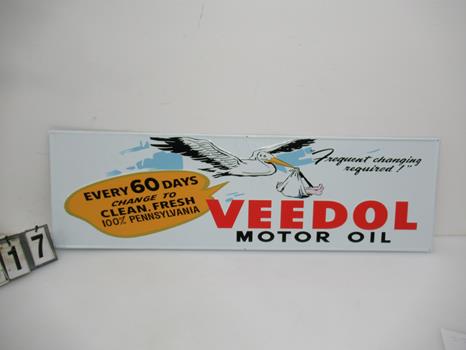 "Frequent changing
required!"
EVERY 60 DAYS
CHANGE TO
CLEAN, FRESH
100% PENNSYLVANIA
VEEDOL
MOTOR OIL
17